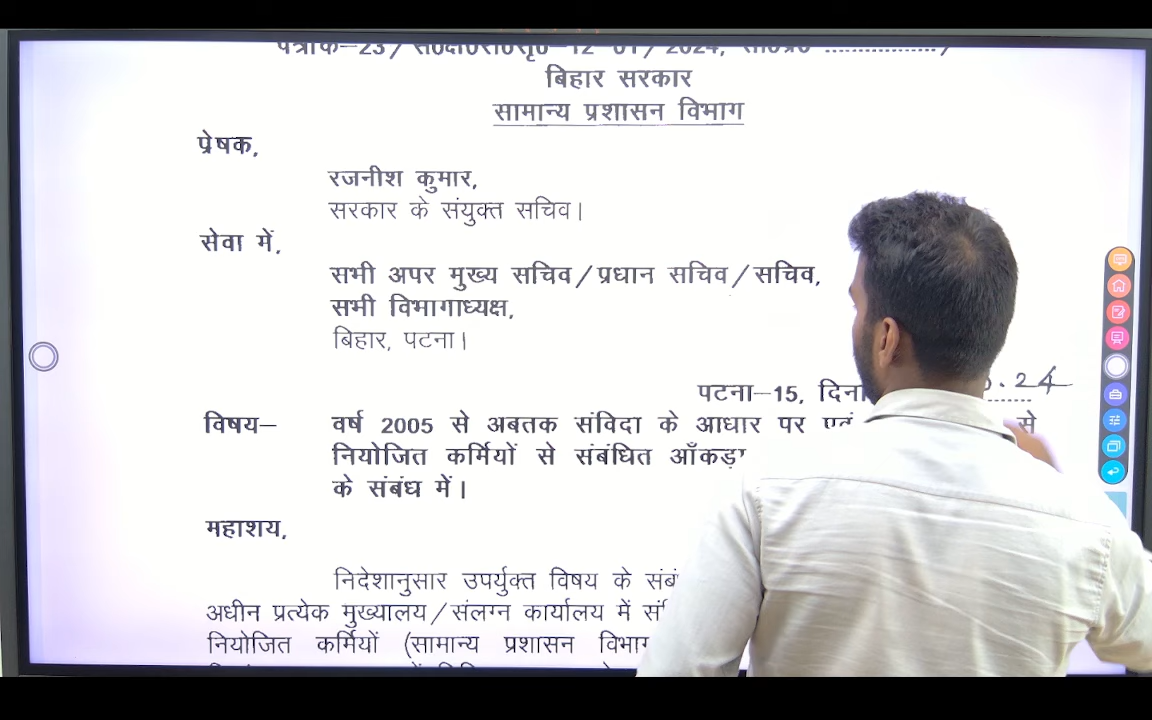 बिहार सरकार
सामान्य प्रशासन विभाग
प्रेषक,
रजनीश कुमार,
सरकार के संयुक्त सचिव।
सेवा में,
सभी अपर मुख्य सचिव/प्रधान सचिव/सचिव,
सभी विभागाध्यक्ष,
बिहार, पटना।
पटना–15, .24
विषय– वर्ष 2005 से अबतक संविदा के आधार पर से
नियोजित कर्मियों से संबंधित
के संबंध में।
महाशय,
निदेशानुसार उपर्युक्त विषय के
अधीन प्रत्येक मुख्यालय/संलग्न कार्यालय में
नियोजित कर्मियों (सामान्य प्रशासन